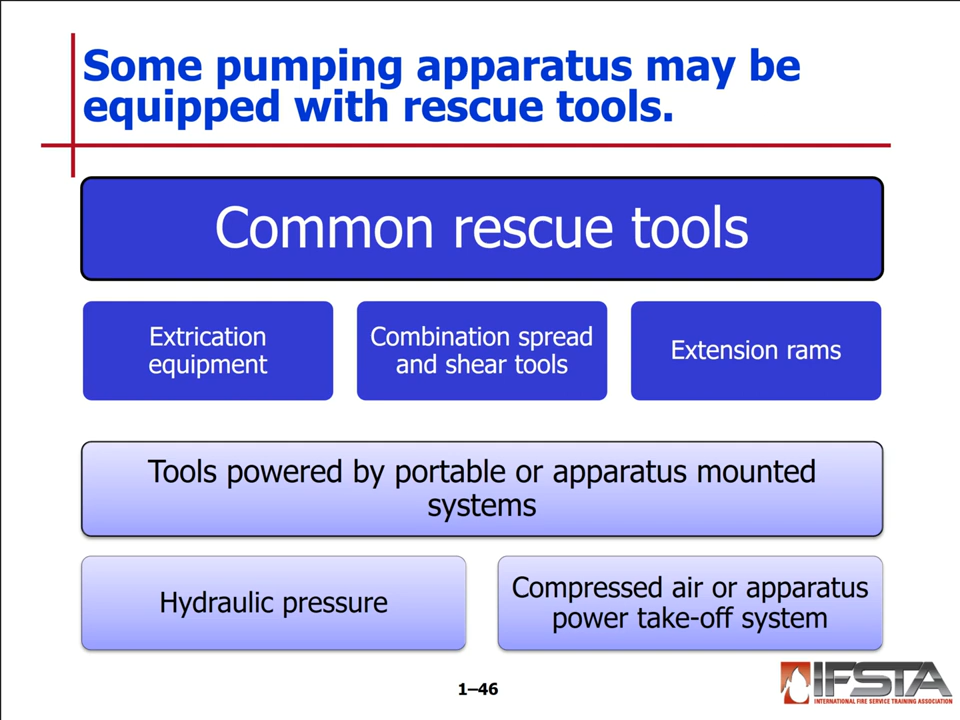 Some pumping apparatus may be
equipped with rescue tools.
Common rescue tools
Extrication
equipment
Combination spread
and shear tools
Extension rams
Tools powered by portable or apparatus mounted
systems
Hydraulic pressure
Compressed air or apparatus
power take-off system
1–46
IFSTA
INTERNATIONAL FIRE SERVICE TRAINING ASSOCIATION